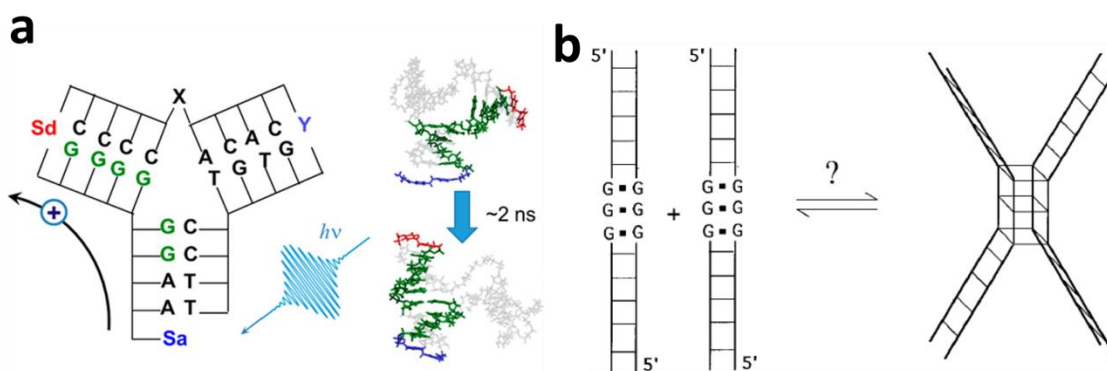 a
X
Sd
C C C C
G G G G
A C A C
Y
T G T G
G C
G C
A T
A T
Sa
+
hν
~2 ns
b
5' 5'
G ▪ G G ▪ G
G ▪ G + G ▪ G ?
G ▪ G G ▪ G
5' 5'